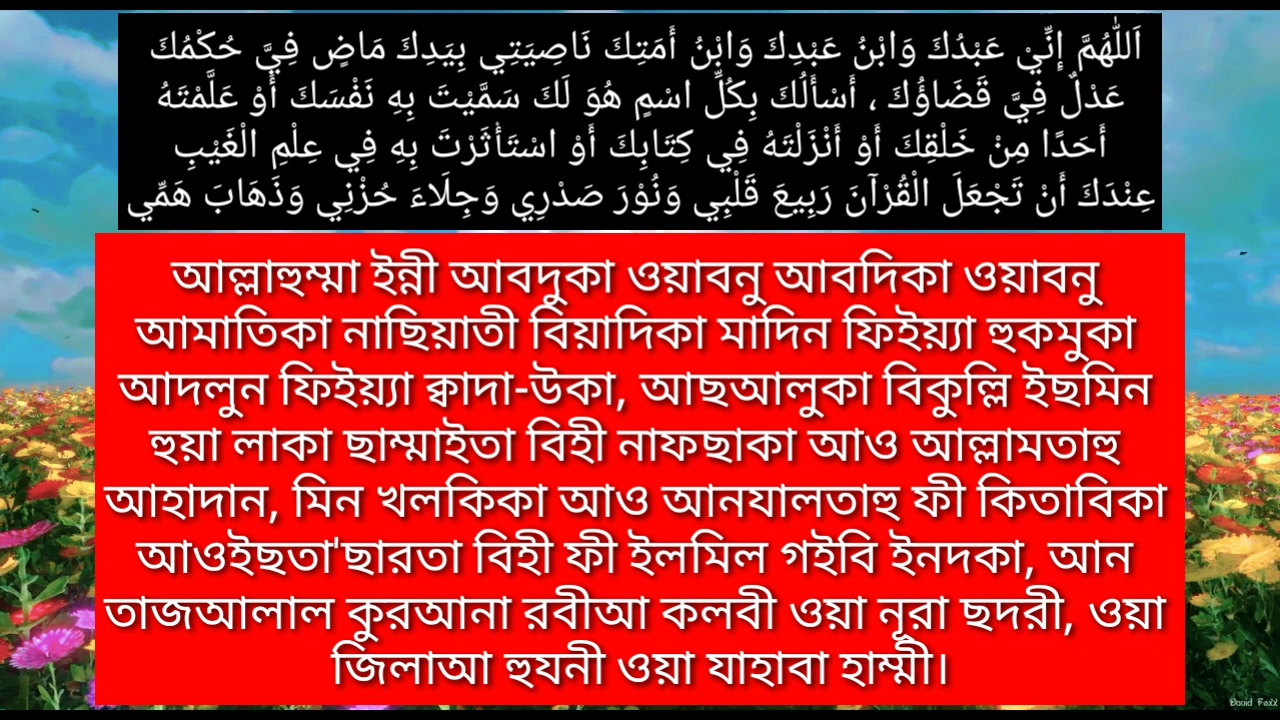 اَللّٰهُمَّ إِنِّيْ عَبْدُكَ وَابْنُ عَبْدِكَ وَابْنُ أَمَتِكَ نَاصِيَتِي بِيَدِكَ مَاضٍ فِيَّ حُكْمُكَ
عَدْلٌ فِيَّ قَضَاؤُكَ ، أَسْأَلُكَ بِكُلِّ اسْمٍ هُوَ لَكَ سَمَّيْتَ بِهِ نَفْسَكَ أَوْ عَلَّمْتَهُ
أَحَدًا مِنْ خَلْقِكَ أَوْ أَنْزَلْتَهُ فِي كِتَابِكَ أَوْ اسْتَأْثَرْتَ بِهِ فِي عِلْمِ الْغَيْبِ
عِنْدَكَ أَنْ تَجْعَلَ الْقُرْآنَ رَبِيعَ قَلْبِي وَنُوْرَ صَدْرِي وَجِلَاءَ حُزْنِي وَذَهَابَ هَمِّي
আল্লাহুম্মা ইন্নী আবদুকা ওয়াবনু আবদিকা ওয়াবনু
আমাতিকা নাছিয়াতী বিয়াদিকা মাদিন ফিইয়্যা হুকমুকা
আদলুন ফিইয়্যা ক্বাদা-উকা, আছআলুকা বিকুল্লি ইছমিন
হুয়া লাকা ছাম্মাইতা বিহী নাফছাকা আও আল্লামতাহু
আহাদান, মিন খলকিকা আও আনযালতাহু ফী কিতাবিকা
আওইছতা'ছারতা বিহী ফী ইলমিল গইবি ইনদকা, আন
তাজআলাল কুরআনা রবীআ কলবী ওয়া নূরা ছদরী, ওয়া
জিলাআ হুযনী ওয়া যাহাবা হাম্মী।
David Foxx